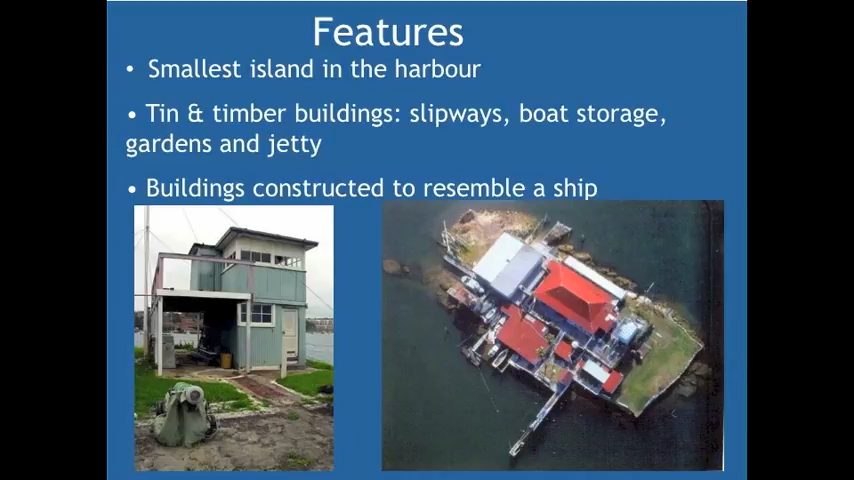 Features
• Smallest island in the harbour
• Tin & timber buildings: slipways, boat storage,
gardens and jetty
• Buildings constructed to resemble a ship